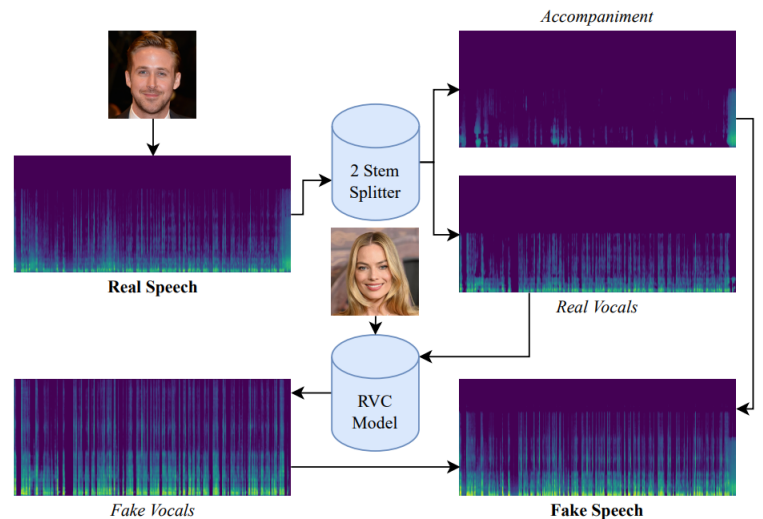 Accompaniment
2 Stem
Splitter
Real Speech
Real Vocals
RVC
Model
Fake Vocals
Fake Speech